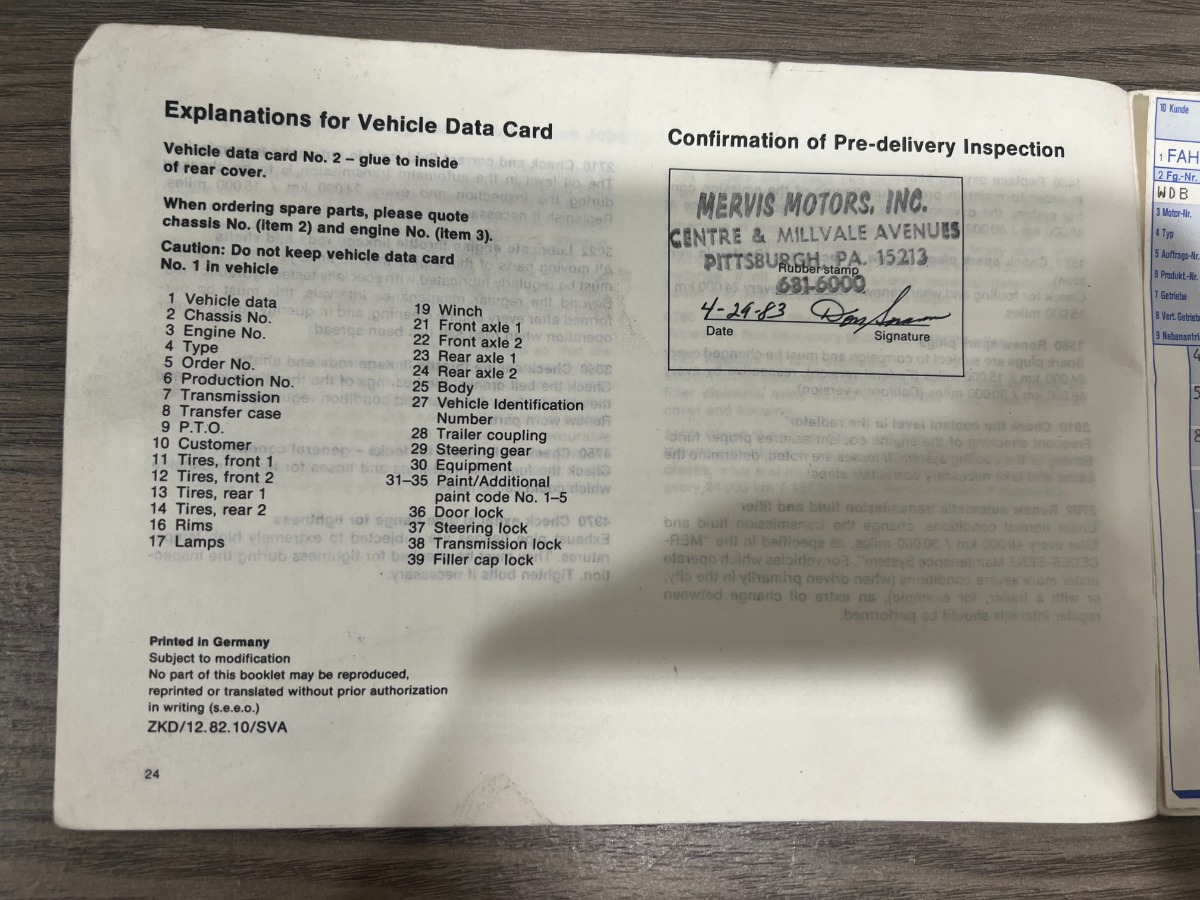 Explanations for Vehicle Data Card
Vehicle data card No. 2 – glue to inside
of rear cover.
When ordering spare parts, please quote
chassis No. (item 2) and engine No. (item 3).
Caution: Do not keep vehicle data card
No. 1 in vehicle
1 Vehicle data
2 Chassis No.
3 Engine No.
4 Type
5 Order No.
6 Production No.
7 Transmission
8 Transfer case
9 P.T.O.
10 Customer
11 Tires, front 1
12 Tires, front 2
13 Tires, rear 1
14 Tires, rear 2
16 Rims
17 Lamps
19 Winch
21 Front axle 1
22 Front axle 2
23 Rear axle 1
24 Rear axle 2
25 Body
27 Vehicle Identification
Number
28 Trailer coupling
29 Steering gear
30 Equipment
31–35 Paint/Additional
paint code No. 1–5
36 Door lock
37 Steering lock
38 Transmission lock
39 Filler cap lock
Printed in Germany
Subject to modification
No part of this booklet may be reproduced,
reprinted or translated without prior authorization
in writing (s.e.e.o.)
ZKD/12.82.10/SVA
24
Confirmation of Pre-delivery Inspection
MERVIS MOTORS, INC.
CENTRE & MILLVALE AVENUES
PITTSBURGH, PA. 15213
Rubber stamp
681-6000
4-29-83
Date
Signature
10 Kunde
1 FAH
2 Fg.-Nr.
WDB
3 Motor-Nr.
4 Typ
5 Auftrags-Nr.
6 Produkt.-Nr.
7 Getriebe
8 Vert. Getriebe
9 Nebenantri